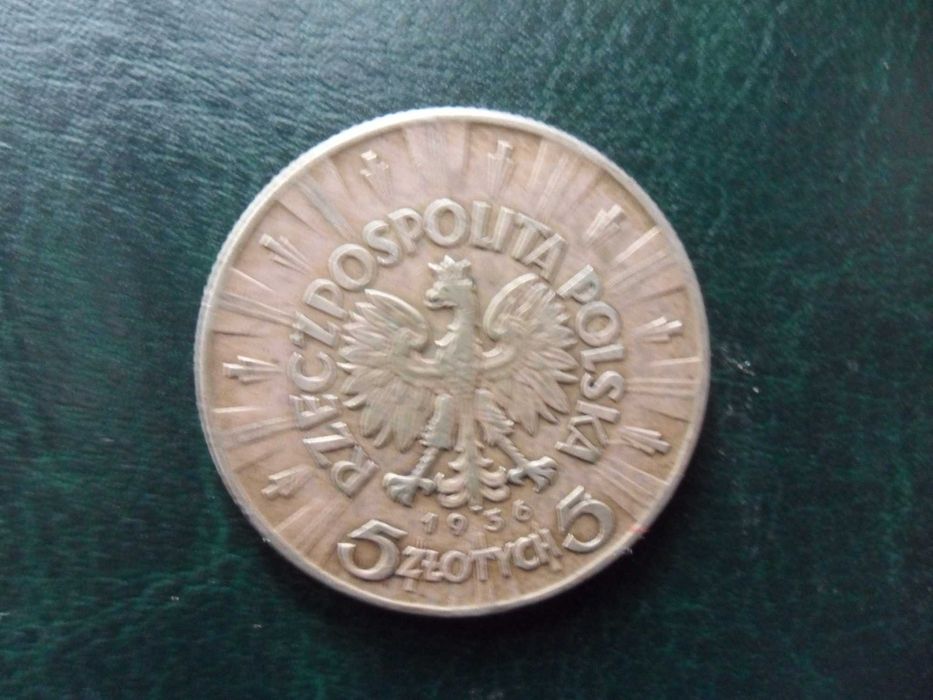 RZECZPOSPOLITA POLSKA
1936
5 ZŁOTYCH 5